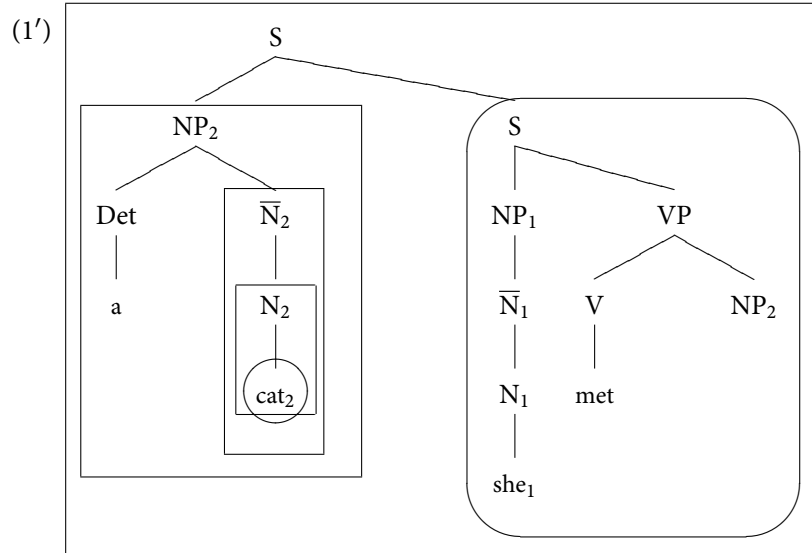 (1′) S
NP₂ S
Det N̅₂ NP₁ VP
a N₂ N̅₁ V NP₂
cat₂ N₁ met
she₁